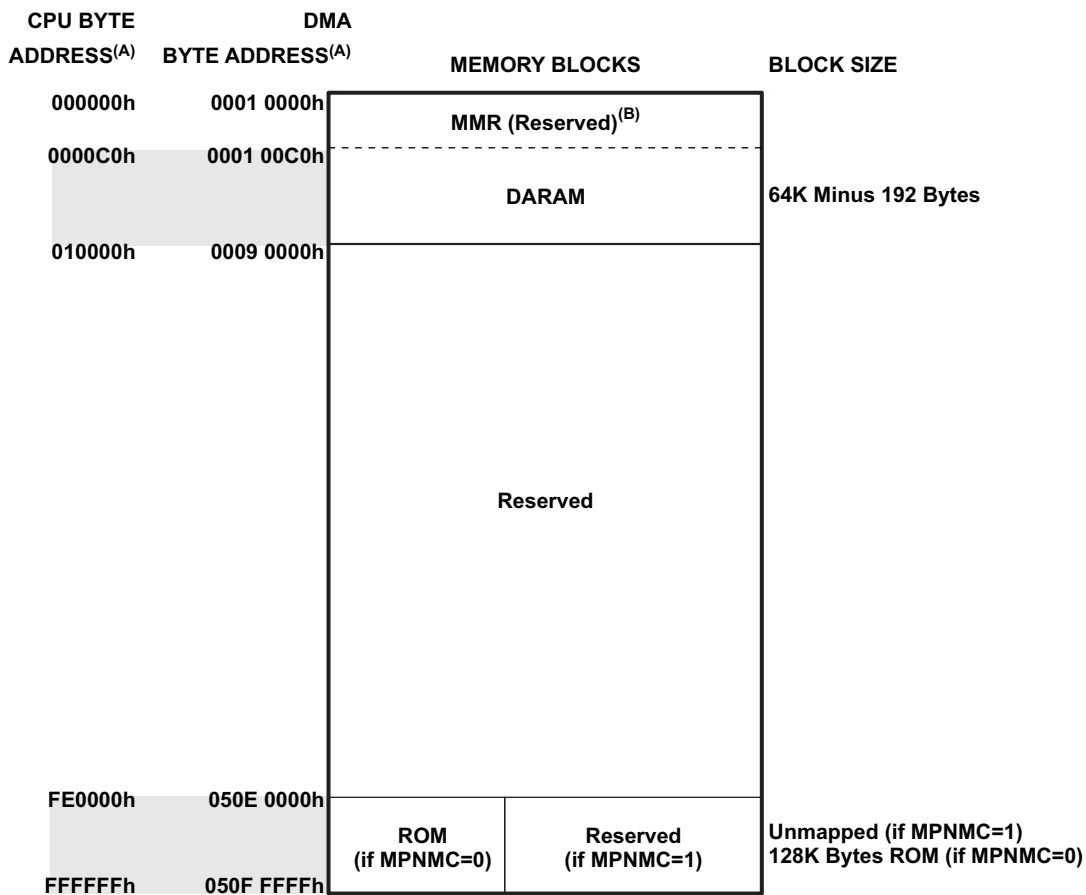 CPU BYTE ADDRESS(A)
DMA BYTE ADDRESS(A)
MEMORY BLOCKS
BLOCK SIZE
000000h 0001 0000h
MMR (Reserved)(B)
0000C0h 0001 00C0h
DARAM
64K Minus 192 Bytes
010000h 0009 0000h
Reserved
FE0000h 050E 0000h
ROM
(if MPNMC=0)
Reserved
(if MPNMC=1)
Unmapped (if MPNMC=1)
128K Bytes ROM (if MPNMC=0)
FFFFFFh 050F FFFFh